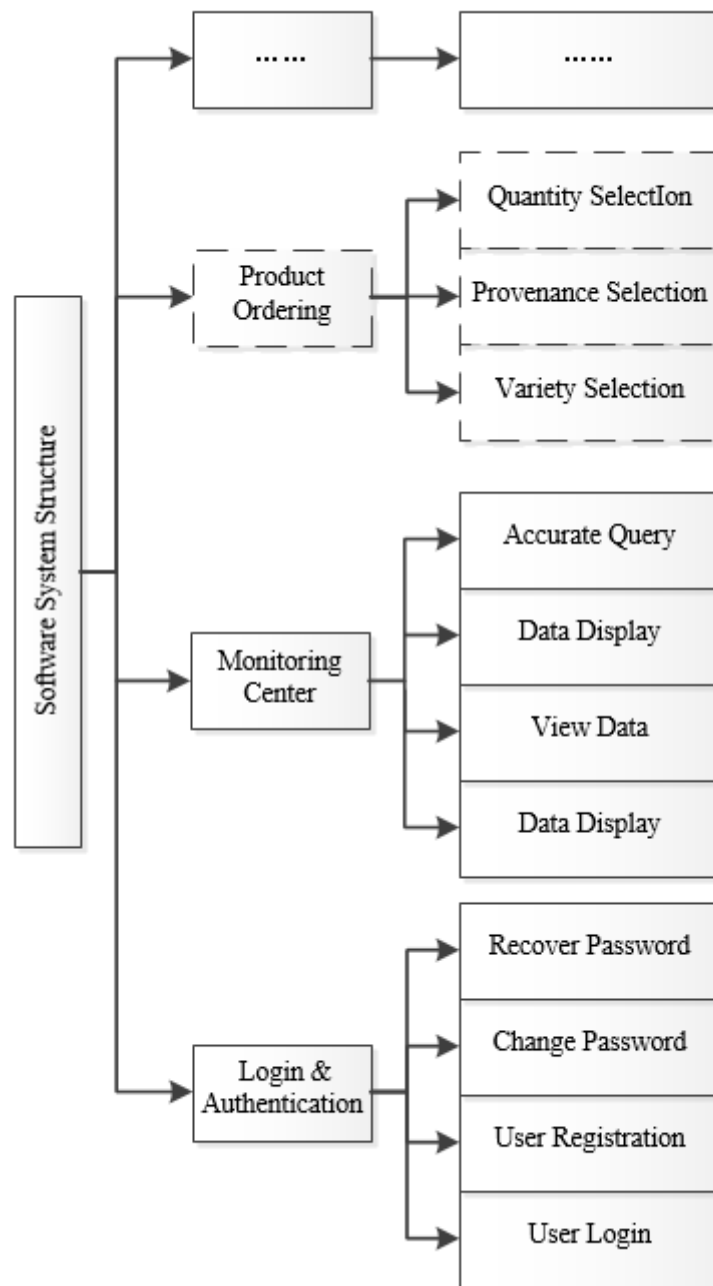 Software System Structure
……
……
Product
Ordering
Quantity SelectIon
Provenance Selection
Variety Selection
Monitoring
Center
Accurate Query
Data Display
View Data
Data Display
Login &
Authentication
Recover Password
Change Password
User Registration
User Login